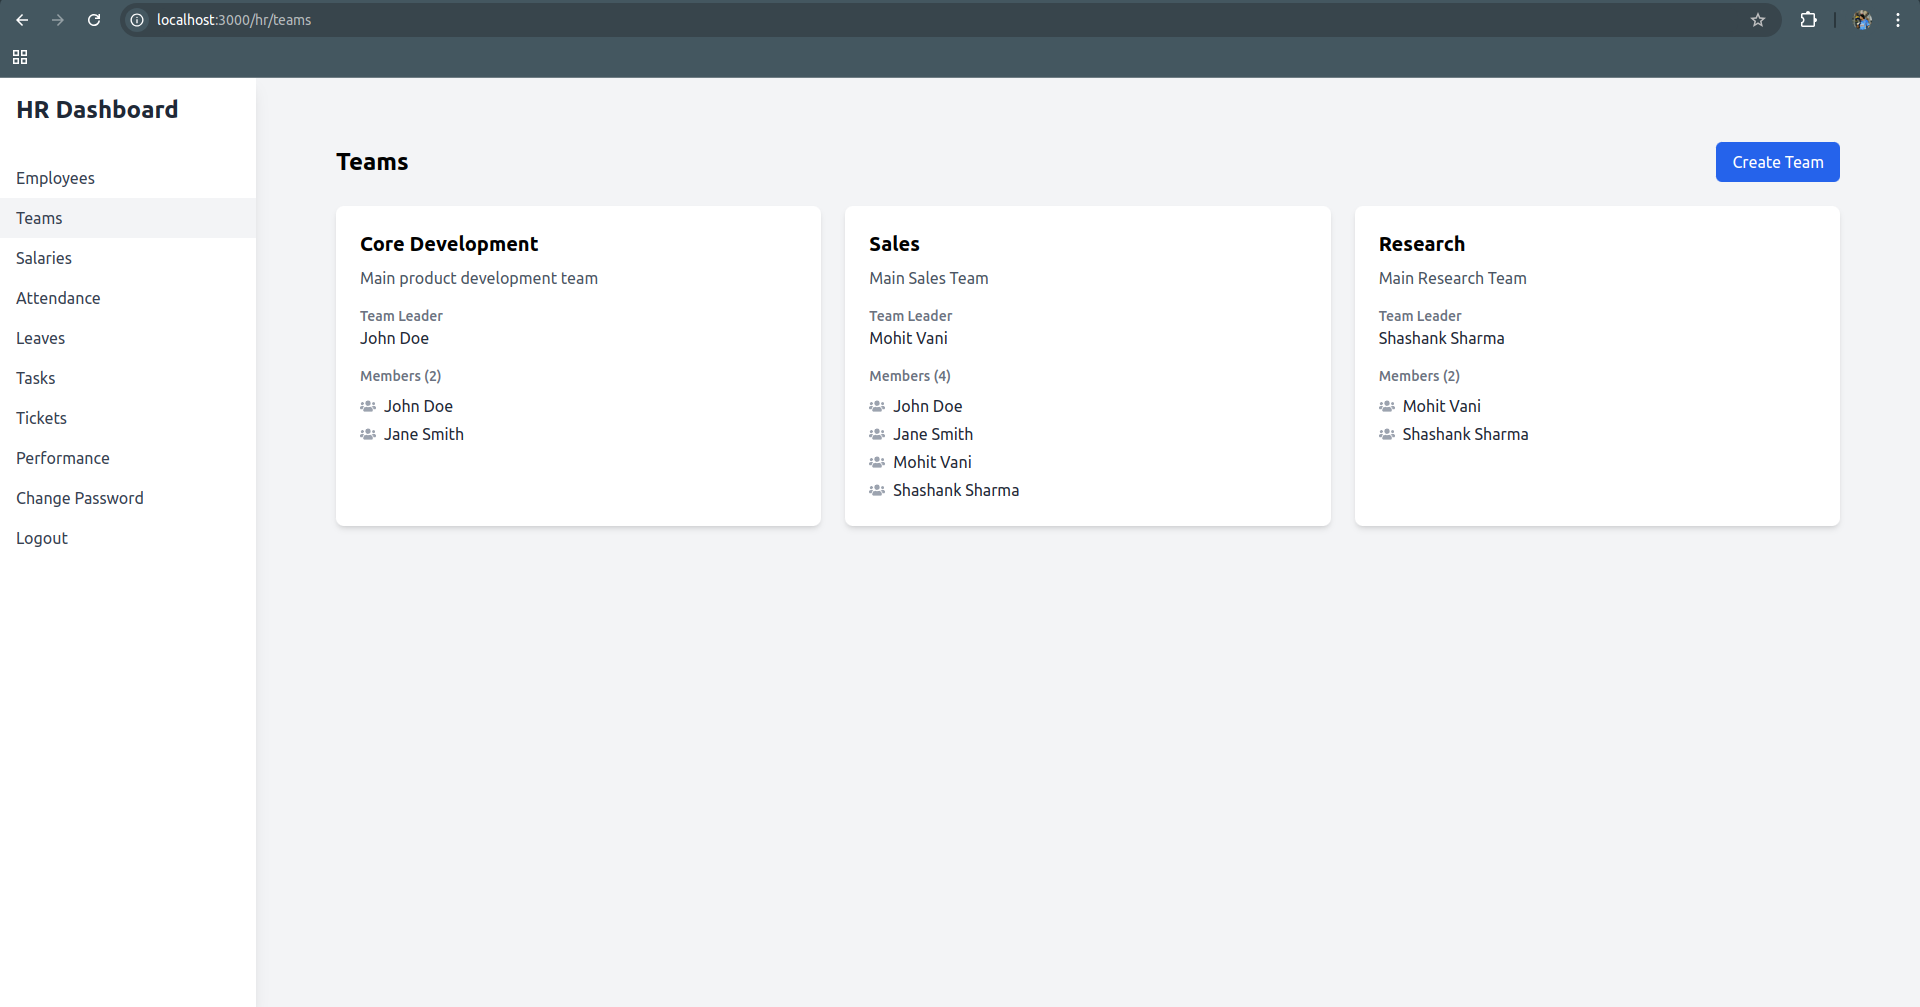 localhost:3000/hr/teams
HR Dashboard
Employees
Teams
Salaries
Attendance
Leaves
Tasks
Tickets
Performance
Change Password
Logout
Teams
Create Team
Core Development
Main product development team
Team Leader
John Doe
Members (2)
John Doe
Jane Smith
Sales
Main Sales Team
Team Leader
Mohit Vani
Members (4)
John Doe
Jane Smith
Mohit Vani
Shashank Sharma
Research
Main Research Team
Team Leader
Shashank Sharma
Members (2)
Mohit Vani
Shashank Sharma